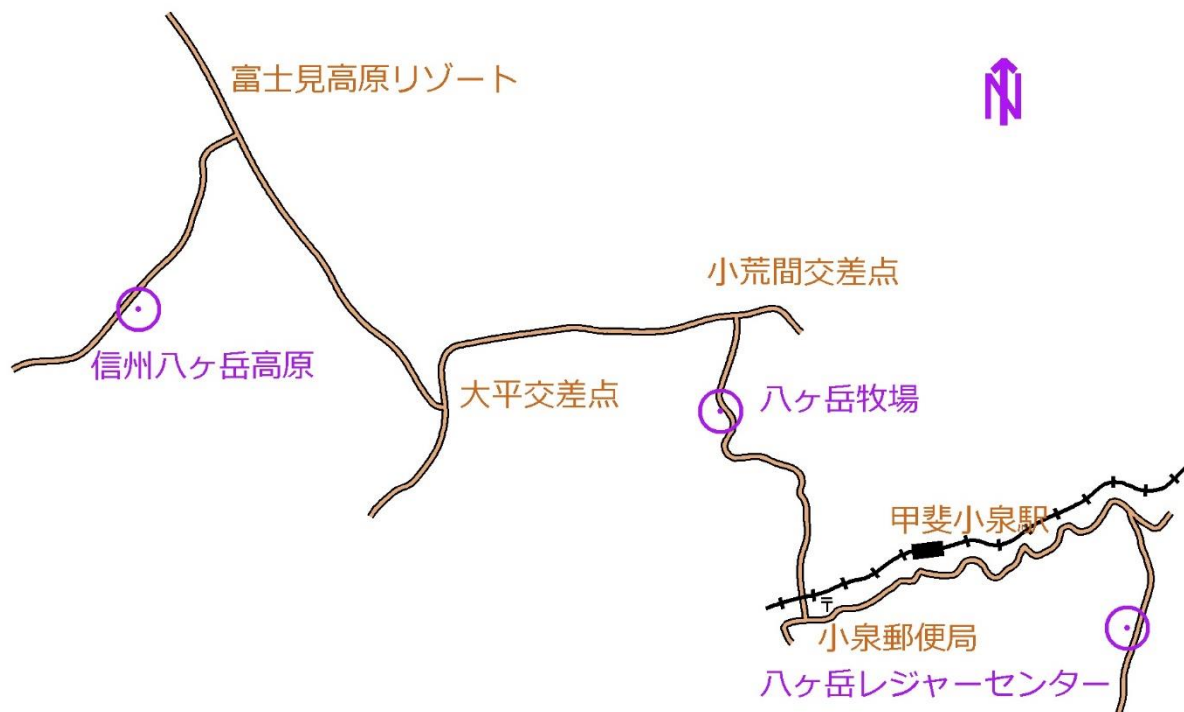 富士見高原リゾート
N
小荒間交差点
信州八ヶ岳高原
大平交差点
八ヶ岳牧場
甲斐小泉駅
〒
小泉郵便局
八ヶ岳レジャーセンター